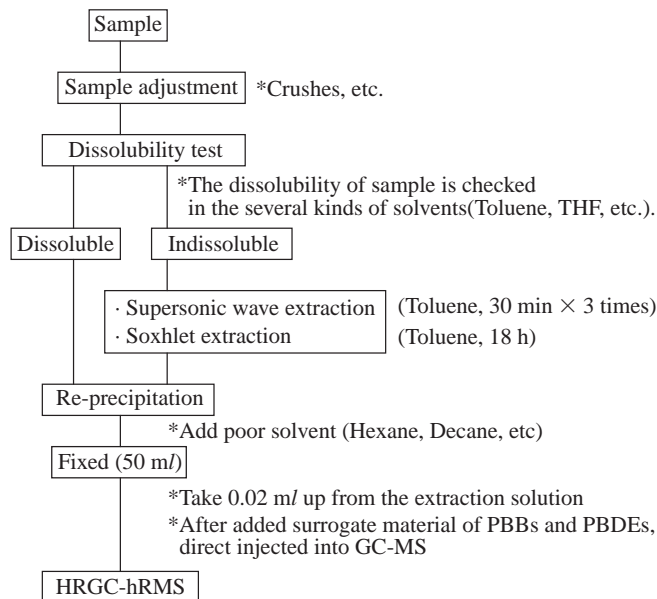 Sample
Sample adjustment *Crushes, etc.
Dissolubility test
*The dissolubility of sample is checked
in the several kinds of solvents(Toluene, THF, etc.).
Dissoluble Indissoluble
· Supersonic wave extraction (Toluene, 30 min × 3 times)
· Soxhlet extraction (Toluene, 18 h)
Re-precipitation
*Add poor solvent (Hexane, Decane, etc)
Fixed (50 ml)
*Take 0.02 ml up from the extraction solution
*After added surrogate material of PBBs and PBDEs,
direct injected into GC-MS
HRGC-hRMS